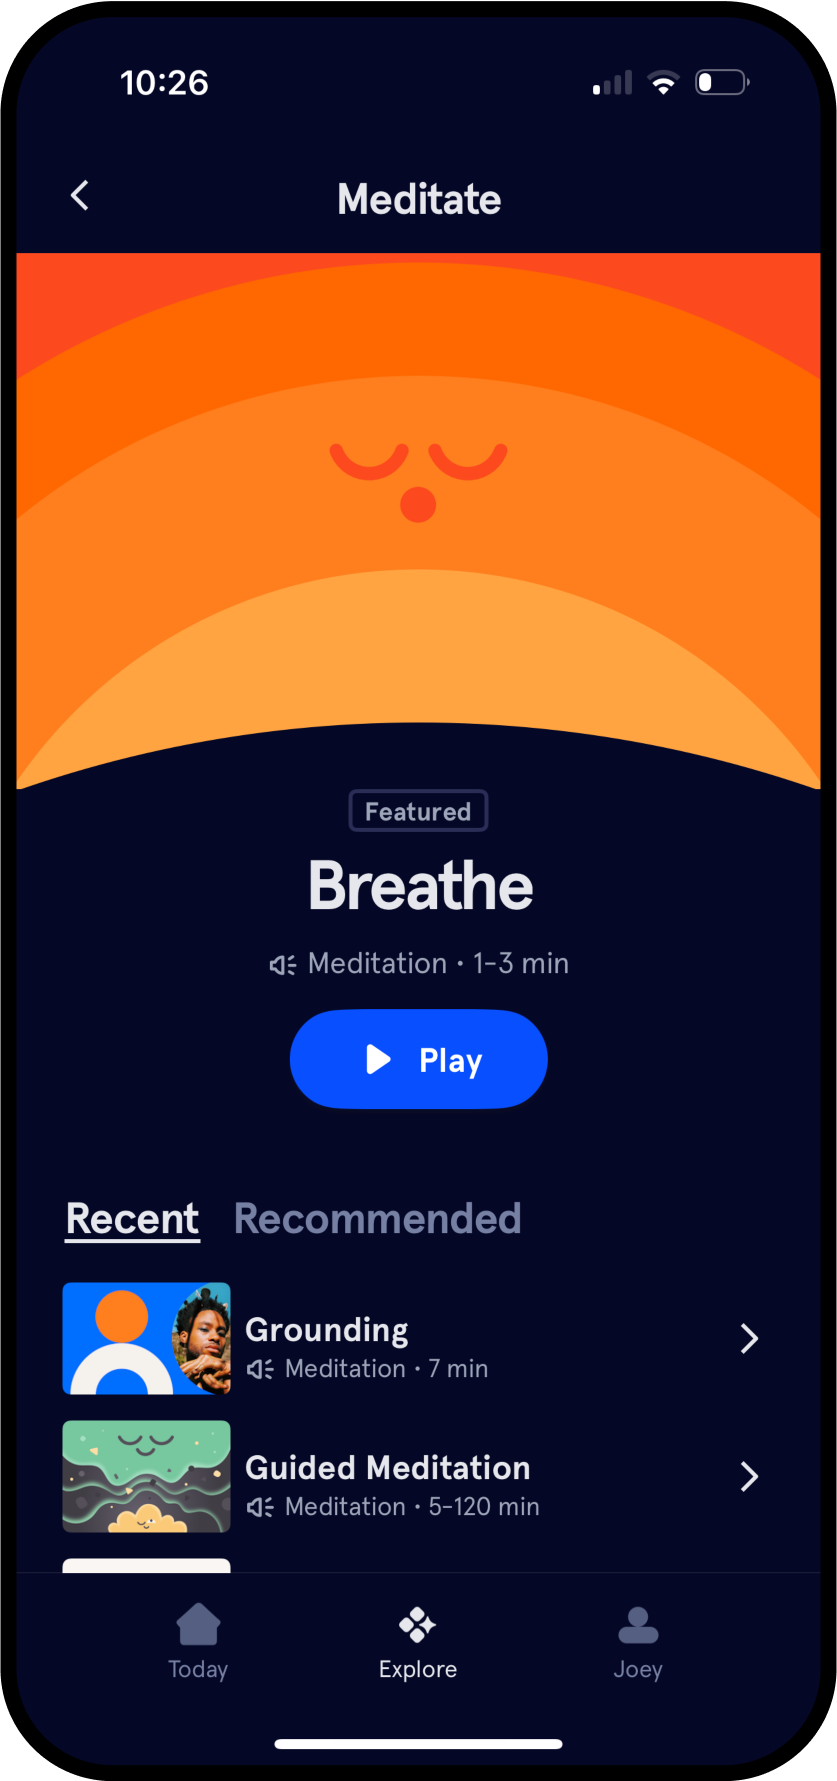 10:26
Meditate
Featured
Breathe
Meditation • 1–3 min
Play
Recent Recommended
Grounding
Meditation • 7 min
Guided Meditation
Meditation • 5–120 min
Today Explore Joey